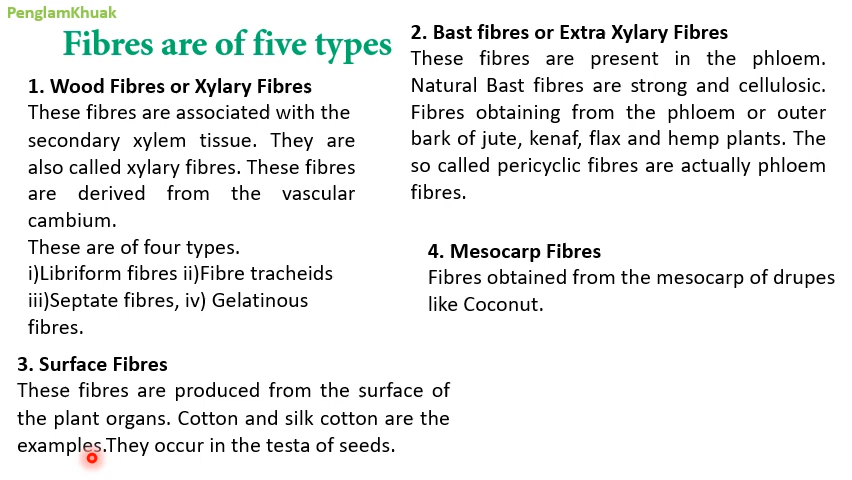 PenglamKhuak
Fibres are of five types
1. Wood Fibres or Xylary Fibres
These fibres are associated with the
secondary xylem tissue. They are
also called xylary fibres. These fibres
are derived from the vascular
cambium.
These are of four types.
i)Libriform fibres ii)Fibre tracheids
iii)Septate fibres, iv) Gelatinous
fibres.
2. Bast fibres or Extra Xylary Fibres
These fibres are present in the phloem.
Natural Bast fibres are strong and cellulosic.
Fibres obtaining from the phloem or outer
bark of jute, kenaf, flax and hemp plants. The
so called pericyclic fibres are actually phloem
fibres.
3. Surface Fibres
These fibres are produced from the surface of
the plant organs. Cotton and silk cotton are the
examples.They occur in the testa of seeds.
4. Mesocarp Fibres
Fibres obtained from the mesocarp of drupes
like Coconut.